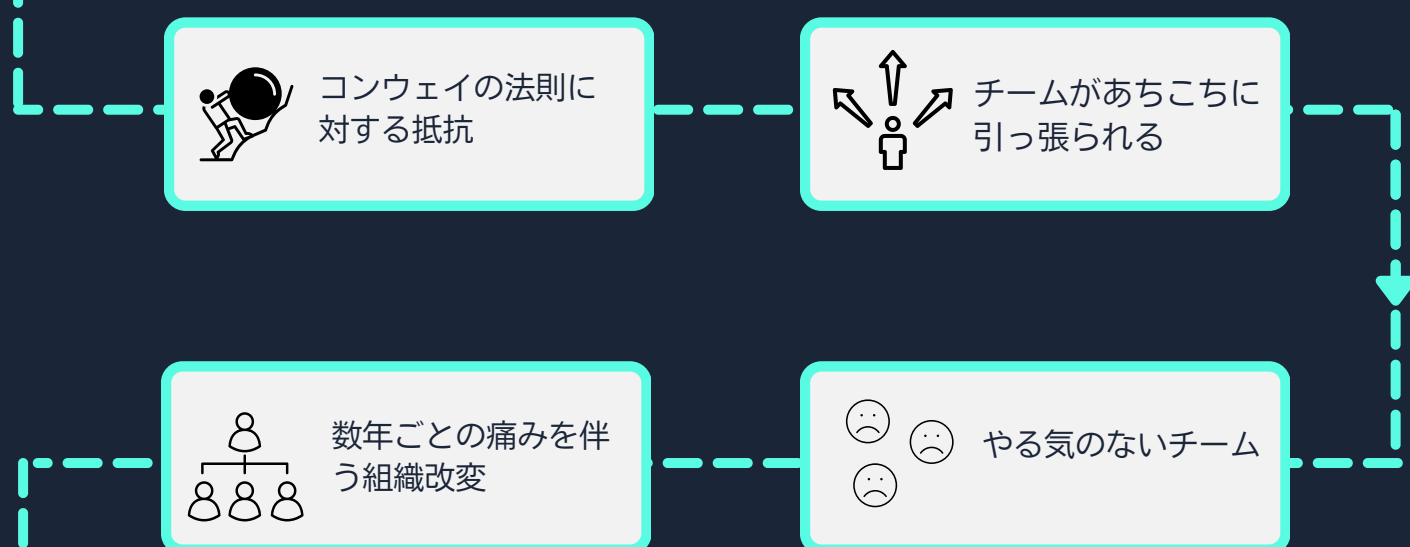 コンウェイの法則に
対する抵抗
チームがあちこちに
引っ張られる
数年ごとの痛みを伴
う組織改変
やる気のないチーム